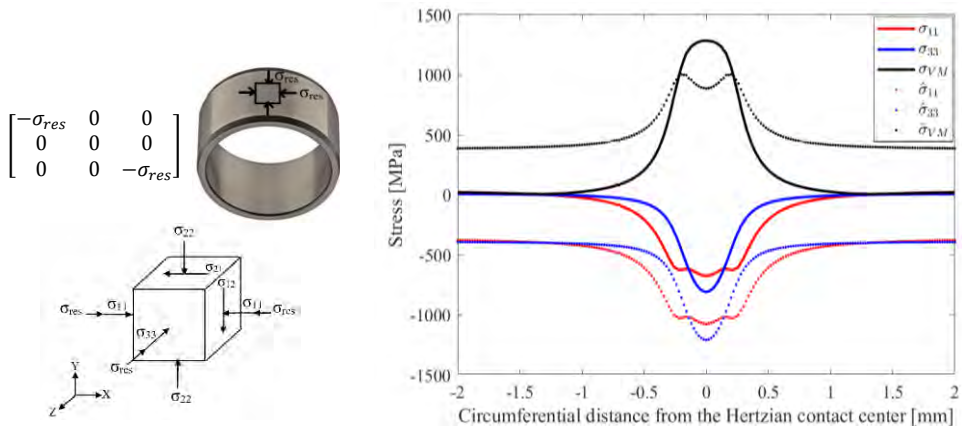 [−σres 0 0
0 0 0
0 0 −σres]
σres
σres
σ22
σ21
σ12
σres
σ11
σ11
σres
σ33
σres
σ22
Y
X
Z
1500
1000
500
0
-500
-1000
-1500
Stress [MPa]
-2 -1.5 -1 -0.5 0 0.5 1 1.5 2
Circumferential distance from the Hertzian contact center [mm]
σ11
σ33
σVM
σ̂11
σ̂33
σ̂VM